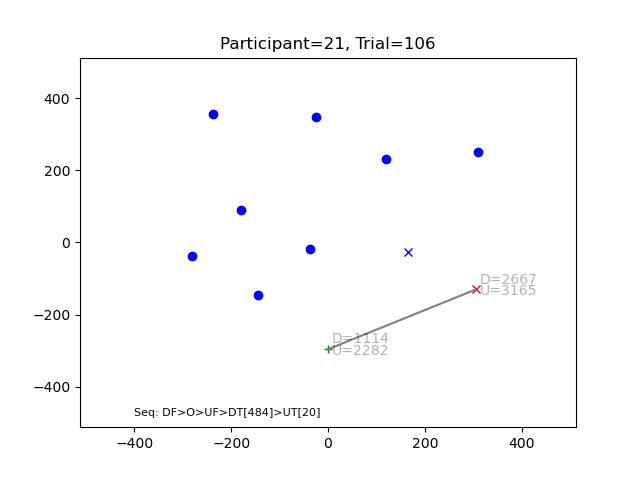 Participant=21, Trial=106
400
200
0
−200
−400
D=2667
U=3165
D=1114
U=2282
Seq: DF>O>UF>DT[484]>UT[20]
−400
−200
0
200
400